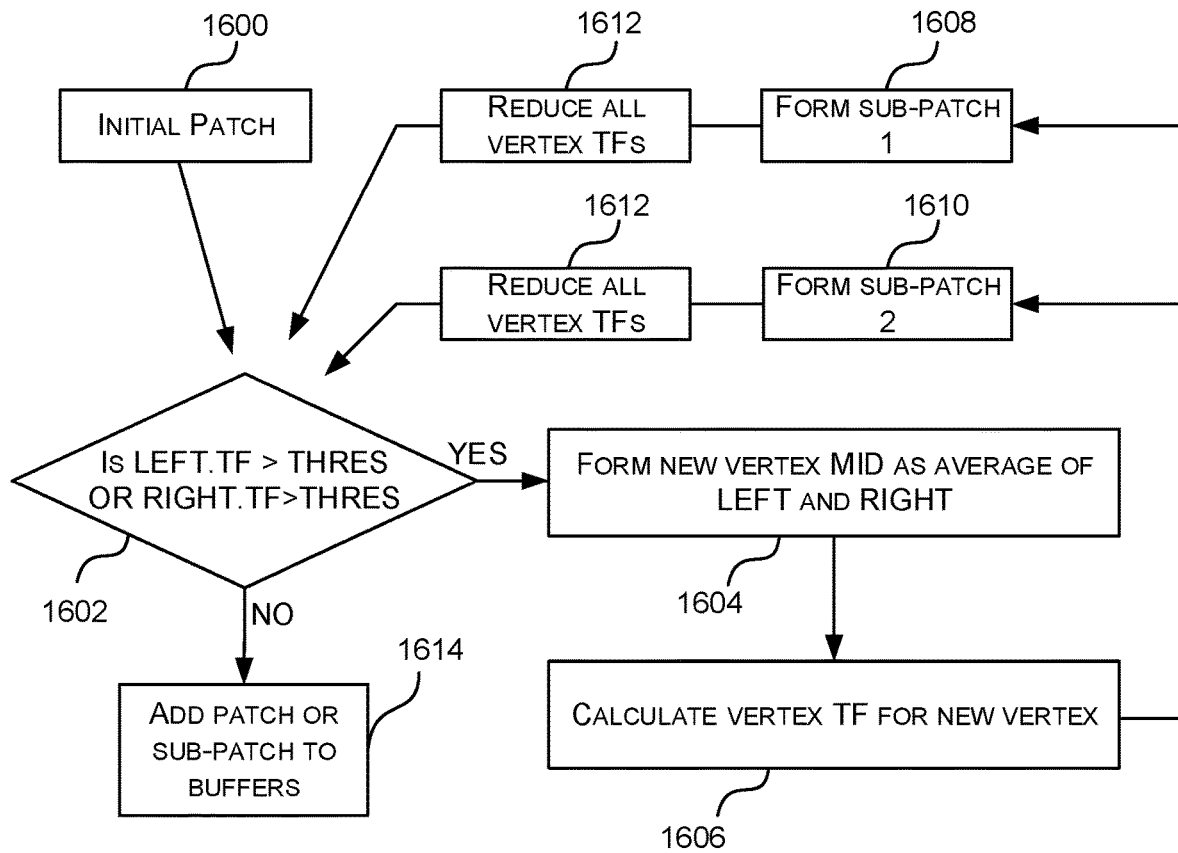 1600
1612
1608
INITIAL PATCH
REDUCE ALL
VERTEX TFS
FORM SUB-PATCH
1
1612
1610
REDUCE ALL
VERTEX TFS
FORM SUB-PATCH
2
IS LEFT.TF > THRES
OR RIGHT.TF>THRES
YES
FORM NEW VERTEX MID AS AVERAGE OF
LEFT AND RIGHT
1602
NO
1604
1614
ADD PATCH OR
SUB-PATCH TO
BUFFERS
CALCULATE VERTEX TF FOR NEW VERTEX
1606